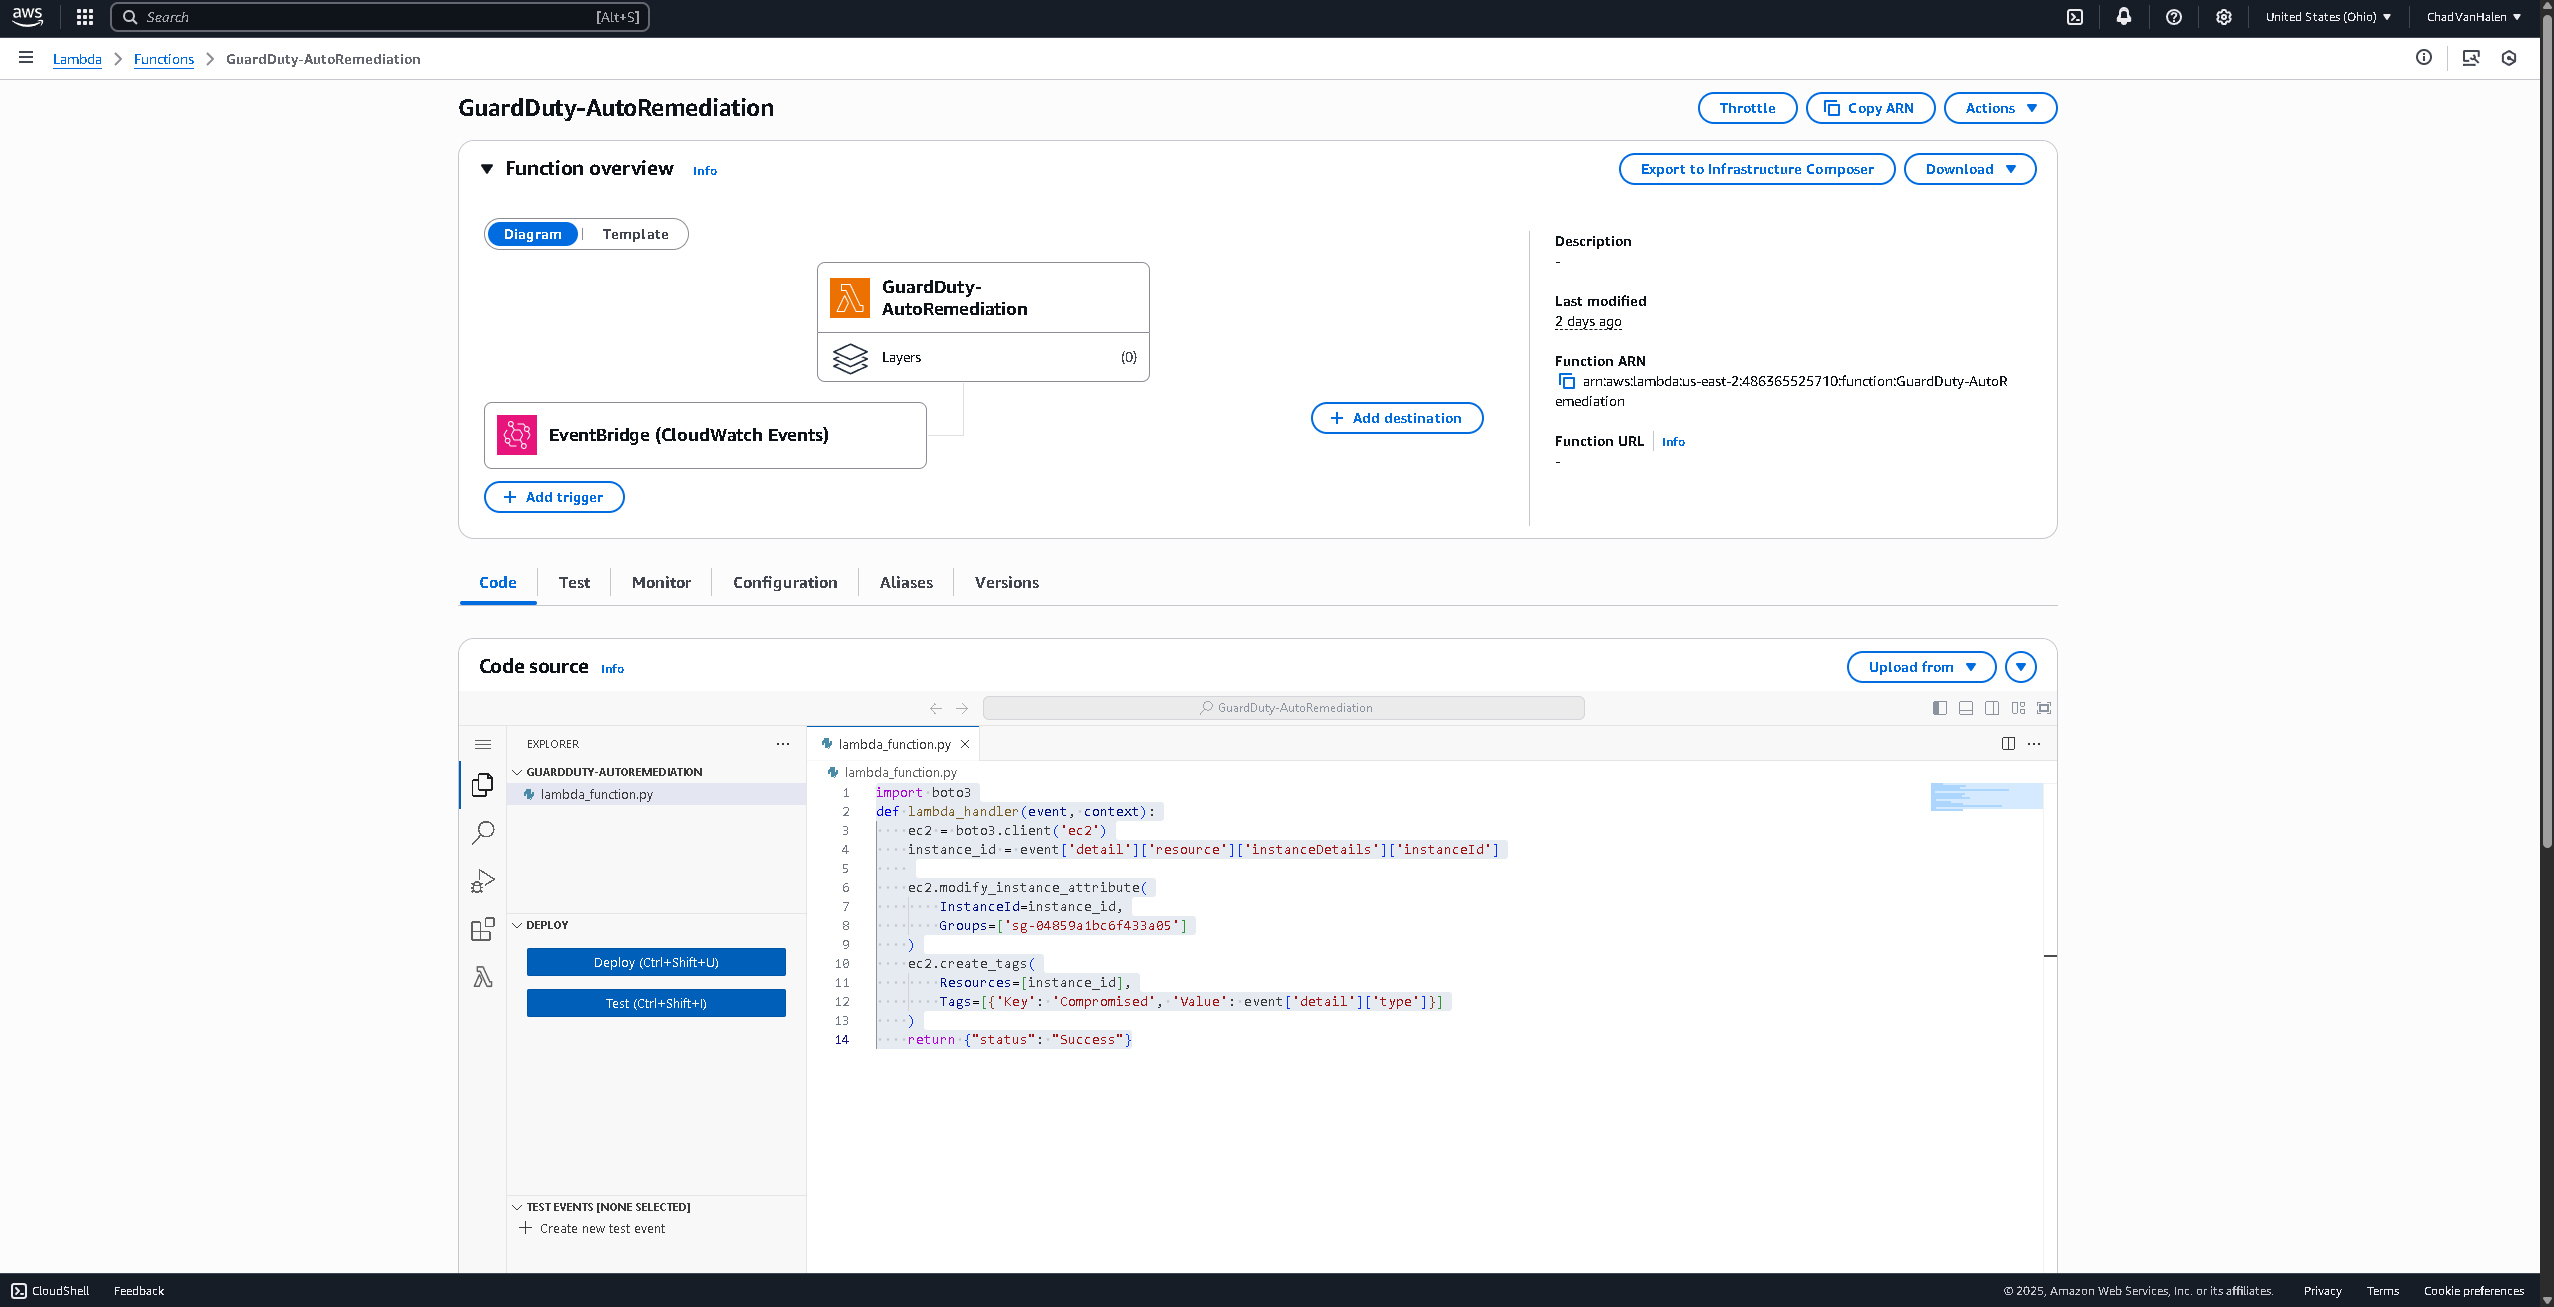 aws
Search [Alt+S]
United States (Ohio)
ChadVanHalen
Lambda
Functions
GuardDuty-AutoRemediation
GuardDuty-AutoRemediation
Throttle
Copy ARN
Actions
Function overview
Info
Export to Infrastructure Composer
Download
Diagram
Template
GuardDuty-
AutoRemediation
Layers (0)
EventBridge (CloudWatch Events)
Add destination
Add trigger
Description
-
Last modified
2 days ago
Function ARN
arn:aws:lambda:us-east-2:486365525710:function:GuardDuty-AutoR
emediation
Function URL
Info
-
Code
Test
Monitor
Configuration
Aliases
Versions
Code source
Info
Upload from
GuardDuty-AutoRemediation
EXPLORER
GUARDDUTY-AUTOREMEDIATION
lambda_function.py
DEPLOY
Deploy (Ctrl+Shift+U)
Test (Ctrl+Shift+I)
TEST EVENTS [NONE SELECTED]
Create new test event
lambda_function.py
lambda_function.py
1 import boto3
2 def lambda_handler(event, context):
3 ec2 = boto3.client('ec2')
4 instance_id = event['detail']['resource']['instanceDetails']['instanceId']
5
6 ec2.modify_instance_attribute(
7 InstanceId=instance_id,
8 Groups=['sg-04859a1bc6f433a05']
9 )
10 ec2.create_tags(
11 Resources=[instance_id],
12 Tags=[{'Key': 'Compromised', 'Value': event['detail']['type']}]
13 )
14 return {"status": "Success"}
CloudShell
Feedback
© 2025, Amazon Web Services, Inc. or its affiliates.
Privacy
Terms
Cookie preferences